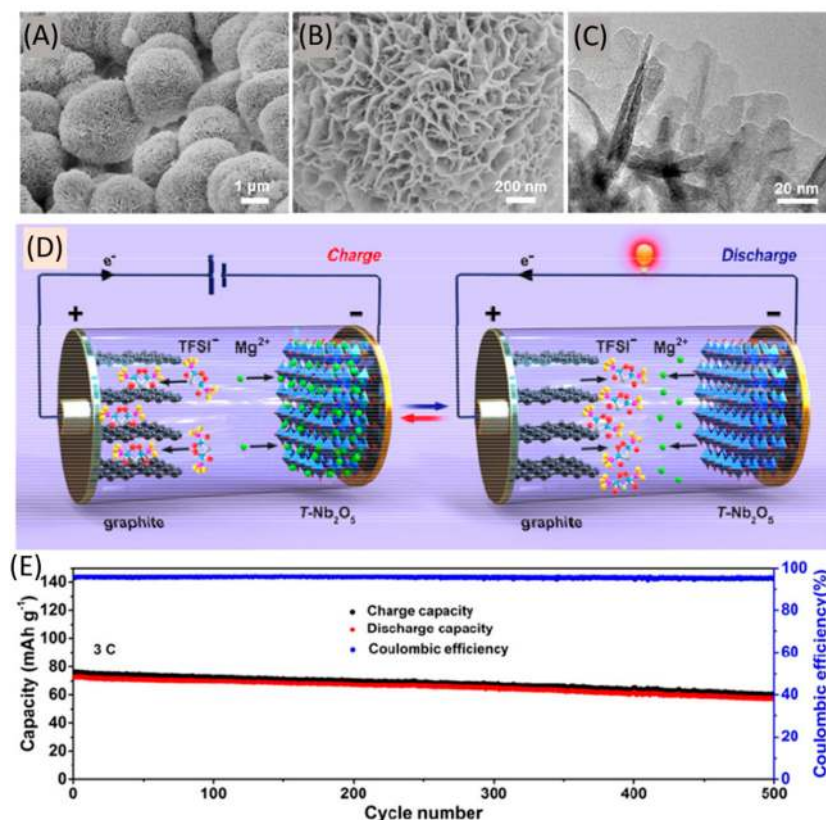 (A)
1 µm
(B)
200 nm
(C)
20 nm
(D)
e⁻
Charge
+
−
TFSI⁻
Mg²⁺
graphite
T-Nb₂O₅
e⁻
Discharge
+
−
TFSI⁻
Mg²⁺
graphite
T-Nb₂O₅
(E)
Capacity (mAh g⁻¹)
140
120
100
80
60
40
20
0
3 C
Charge capacity
Discharge capacity
Coulombic efficiency
100
80
60
40
20
0
Coulombic efficiency(%)
0
100
200
300
400
500
Cycle number